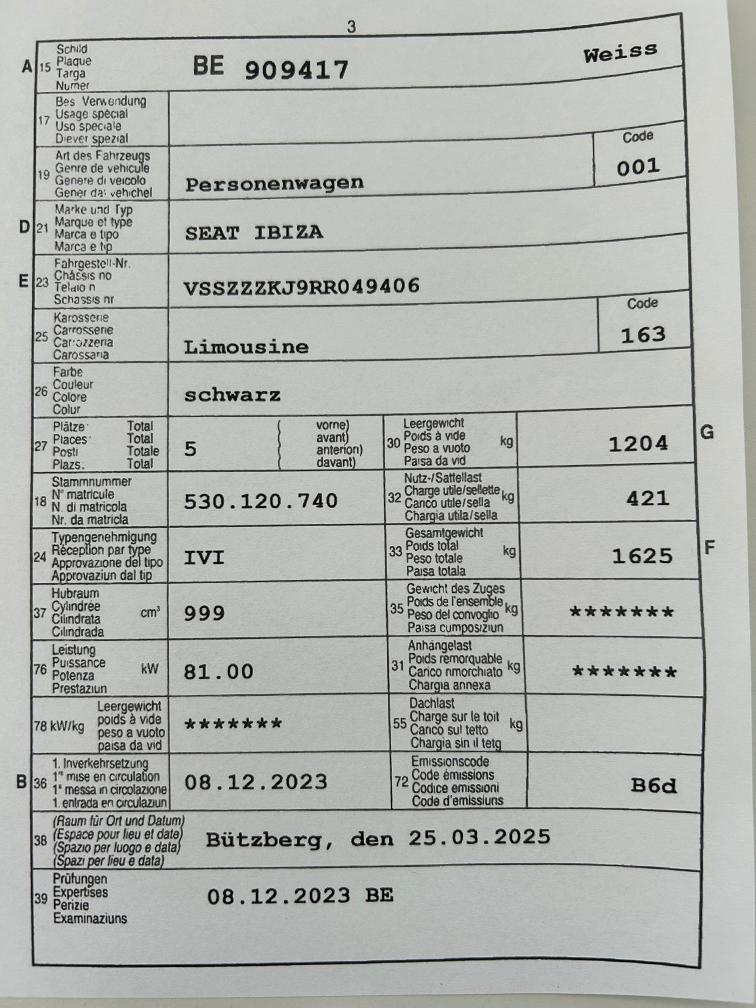 3
A 15 Schild
Plaque
Targa
Numer
BE 909417 Weiss
17 Bes Verwendung
Usage spécial
Uso speciale
Diever spezial
19 Art des Fahrzeugs
Genre de véhicule
Genere di veicolo
Gener da vehichel
Personenwagen
Code
001
D 21 Marke und Typ
Marque et type
Marca e tipo
Marca e tip
SEAT IBIZA
E 23 Fahrgestell-Nr.
Châssis no
Telaio n
Schassis nr
VSSZZZKJ9RR049406
25 Karosserie
Carrosserie
Carrozzeria
Carossaria
Limousine
Code
163
26 Farbe
Couleur
Colore
Colur
schwarz
27 Plätze Total
Places Total
Posti Totale
Plazs. Total
5
( vorne)
avant)
anteriori)
davant)
30 Leergewicht
Poids à vide kg
Peso a vuoto
Paisa da vid
1204 G
18 Stammnummer
N° matricule
N. di matricola
Nr. da matricla
530.120.740
32 Nutz-/Sattellast
Charge utile/sellette kg
Carico utile/sella
Chargia utila/sella
421
24 Typengenehmigung
Réception par type
Approvazione del tipo
Approvaziun dal tip
IVI
33 Gesamtgewicht
Poids total kg
Peso totale
Paisa totala
1625 F
37 Hubraum
Cylindrée cm³
Cilindrata
Cilindrada
999
35 Gewicht des Zuges
Poids de l'ensemble kg
Peso del convoglio
Paisa cumposiziun
*******
76 Leistung
Puissance kW
Potenza
Prestaziun
81.00
31 Anhängelast
Poids remorquable kg
Carico rimorchiato
Chargia annexa
*******
78 kW/kg Leergewicht
poids à vide
peso a vuoto
paisa da vid
*******
55 Dachlast
Charge sur le toit kg
Carico sul tetto
Chargia sin il tetg
B 36 1. Inverkehrsetzung
1re mise en circulation
1a messa in circolazione
1. entrada en circulaziun
08.12.2023
72 Emissionscode
Code émissions
Codice emissioni
Code d'emissiuns
B6d
38 (Raum für Ort und Datum)
(Espace pour lieu et date)
(Spazio per luogo e data)
(Spazi per lieu e data)
Bützberg, den 25.03.2025
39 Prüfungen
Expertises
Perizie
Examinaziuns
08.12.2023 BE